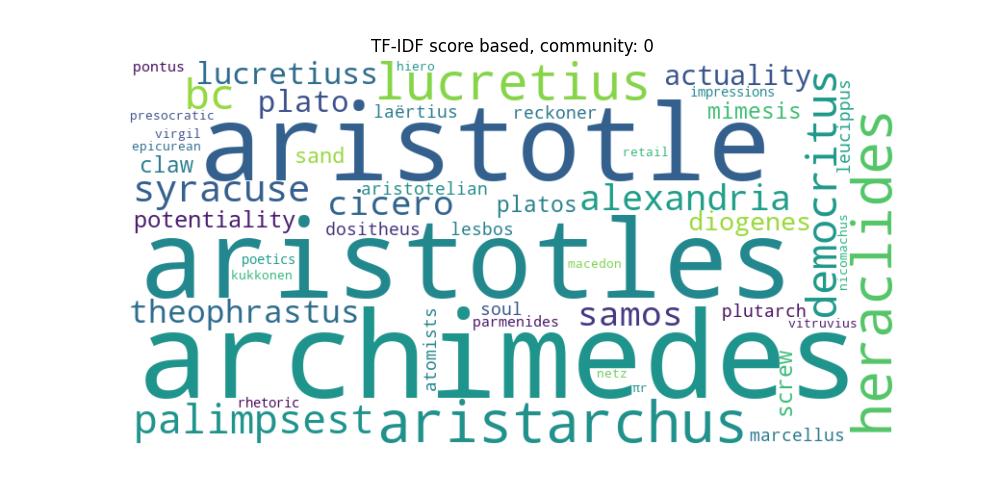 TF-IDF score based, community: 0
pontus
lucretiuss
hiero
lucretius
actuality
bc
plato
impressions
presocratic
laërtius
reckoner
mimesis
virgil
aristotle
democritus
leucippus
epicurean
sand
retail
claw
heraclides
syracuse
aristotelian
cicero
platos
alexandria
potentiality
dositheus
lesbos
diogenes
aristotles
poetics
kukkonen
macedon
nicomachus
theophrastus
soul
samos
plutarch
parmenides
vitruvius
atomists
archimedes
netz
πr
screw
rhetoric
palimpsest
aristarchus
marcellus